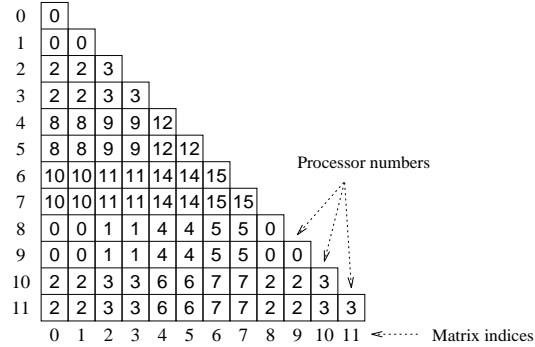 0 0
1 0 0
2 2 2 3
3 2 2 3 3
4 8 8 9 9 12
5 8 8 9 9 12 12
6 10 10 11 11 14 14 15
Processor numbers
7 10 10 11 11 14 14 15 15
8 0 0 1 1 4 4 5 5 0
9 0 0 1 1 4 4 5 5 0 0
10 2 2 3 3 6 6 7 7 2 2 3
11 2 2 3 3 6 6 7 7 2 2 3 3
0 1 2 3 4 5 6 7 8 9 10 11 Matrix indices